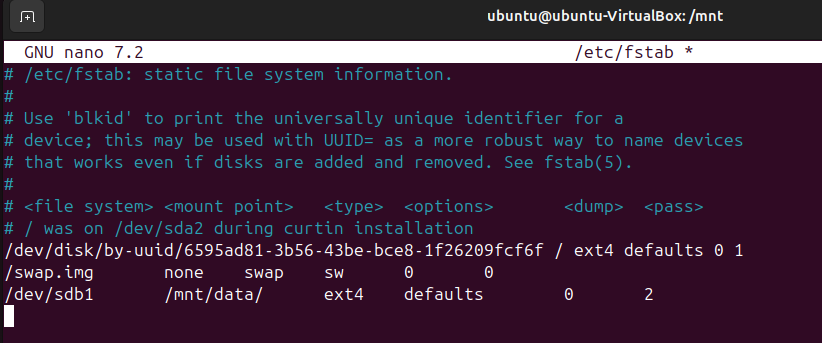 ubuntu@ubuntu-VirtualBox: /mnt
GNU nano 7.2 /etc/fstab *
# /etc/fstab: static file system information.
#
# Use 'blkid' to print the universally unique identifier for a
# device; this may be used with UUID= as a more robust way to name devices
# that works even if disks are added and removed. See fstab(5).
#
# <file system> <mount point>   <type>  <options>       <dump>  <pass>
# / was on /dev/sda2 during curtin installation
/dev/disk/by-uuid/6595ad81-3b56-43be-bce8-1f26209fcf6f / ext4 defaults 0 1
/swap.img       none    swap    sw      0       0
/dev/sdb1       /mnt/data/      ext4    defaults        0       2